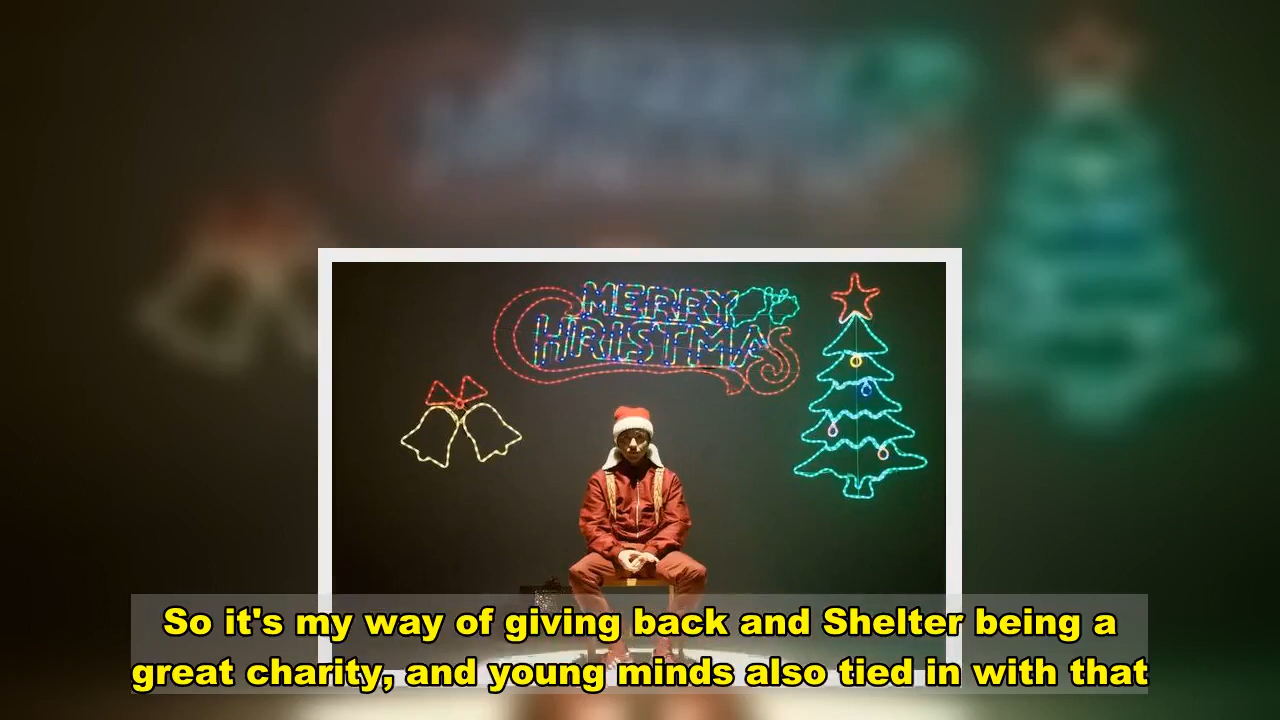 MERRY
CHRISTMAS
So it's my way of giving back and Shelter being a
great charity, and young minds also tied in with that